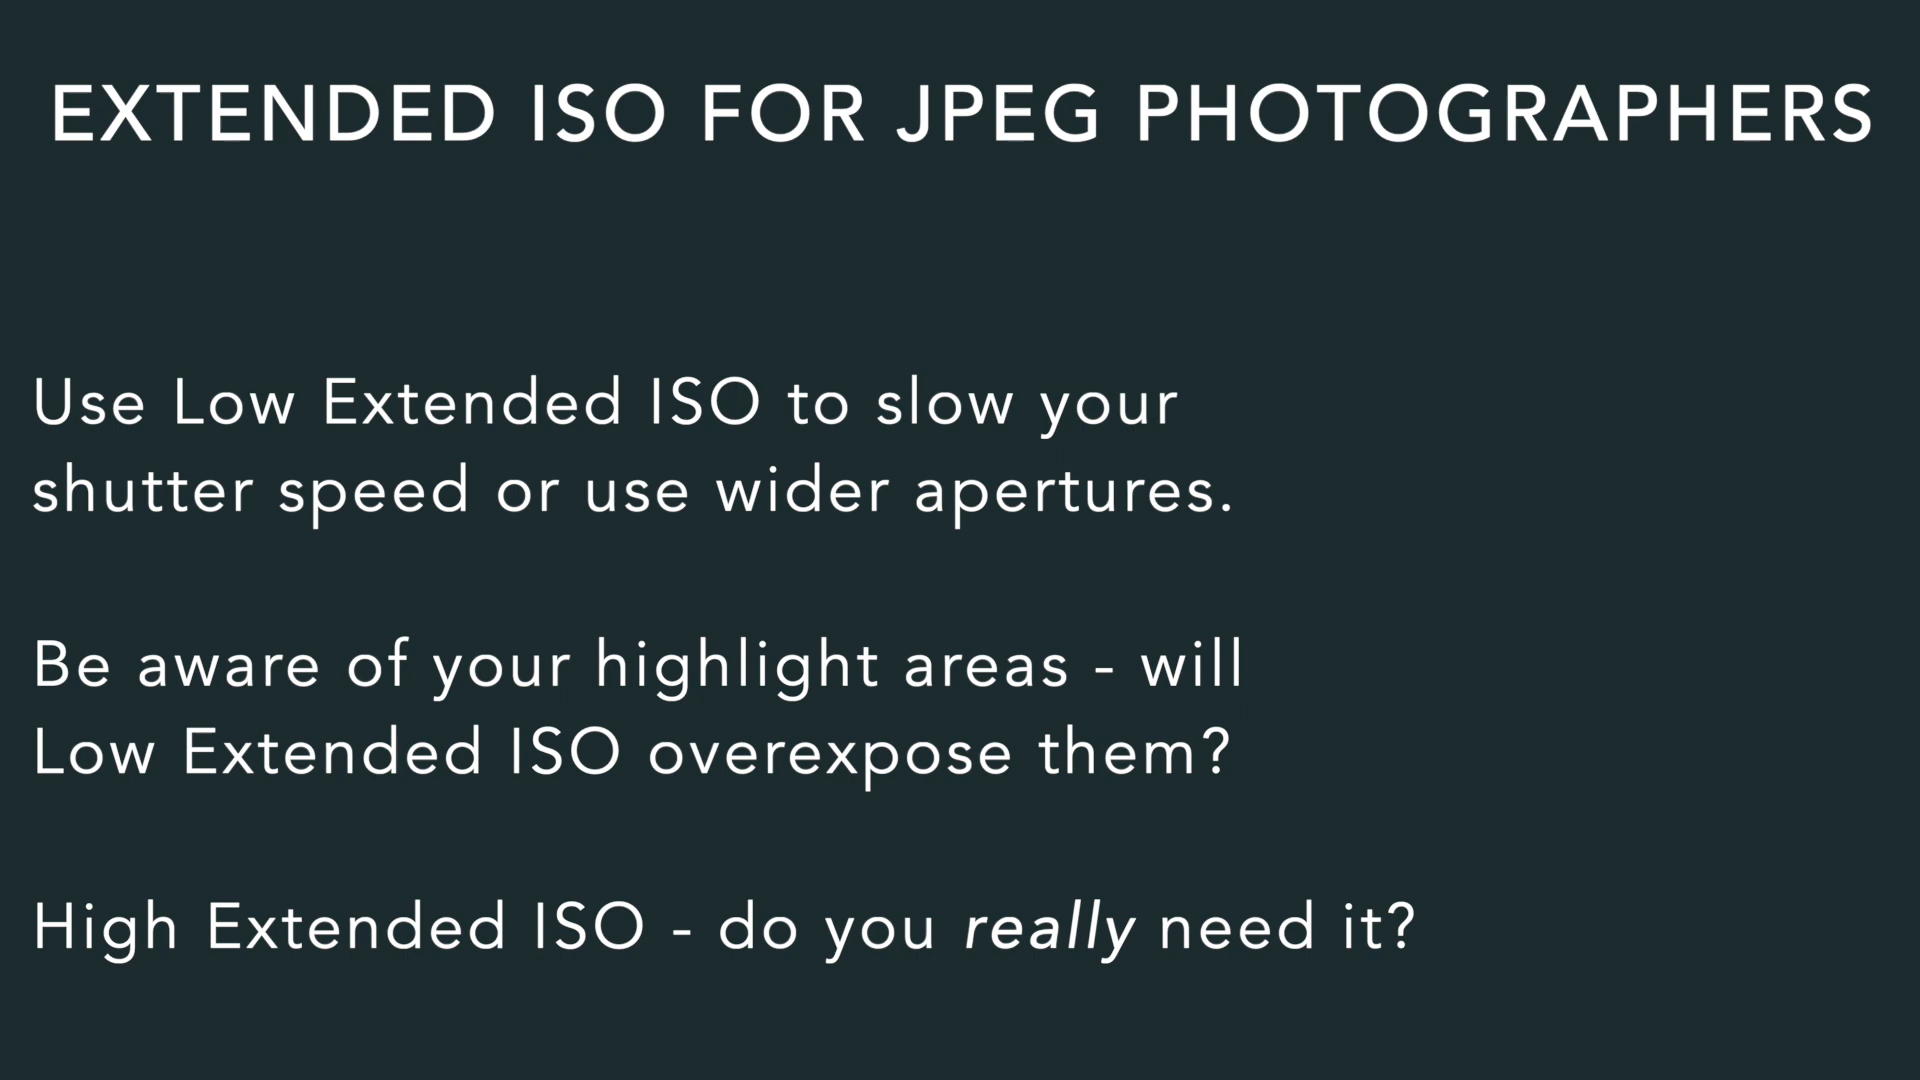 EXTENDED ISO FOR JPEG PHOTOGRAPHERS
Use Low Extended ISO to slow your
shutter speed or use wider apertures.
Be aware of your highlight areas - will
Low Extended ISO overexpose them?
High Extended ISO - do you really need it?